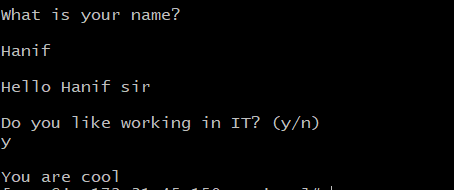 What is your name?
Hanif
Hello Hanif sir
Do you like working in IT? (y/n)
y
You are cool